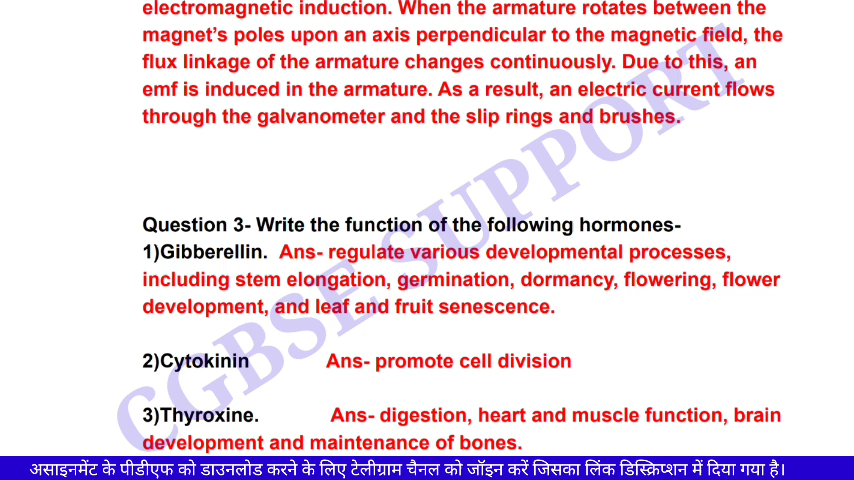 electromagnetic induction. When the armature rotates between the
magnet’s poles upon an axis perpendicular to the magnetic field, the
flux linkage of the armature changes continuously. Due to this, an
emf is induced in the armature. As a result, an electric current flows
through the galvanometer and the slip rings and brushes.
Question 3- Write the function of the following hormones-
1)Gibberellin. Ans- regulate various developmental processes,
including stem elongation, germination, dormancy, flowering, flower
development, and leaf and fruit senescence.
2)Cytokinin Ans- promote cell division
3)Thyroxine. Ans- digestion, heart and muscle function, brain
development and maintenance of bones.
CGBSE SUPPORT
असाइनमेंट के पीडीएफ को डाउनलोड करने के लिए टेलीग्राम चैनल को जॉइन करें जिसका लिंक डिस्क्रिप्शन में दिया गया है।